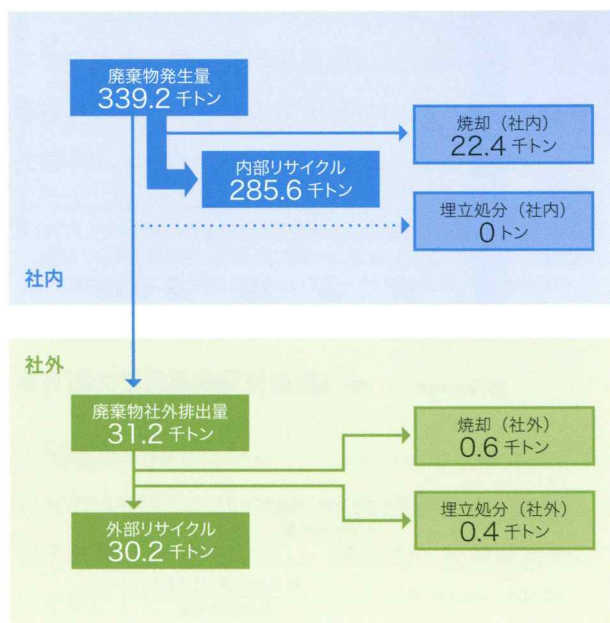 廃棄物発生量
339.2 千トン
焼却（社内）
22.4 千トン
内部リサイクル
285.6 千トン
埋立処分（社内）
0 トン
社内
社外
廃棄物社外排出量
31.2 千トン
焼却（社外）
0.6 千トン
埋立処分（社外）
0.4 千トン
外部リサイクル
30.2 千トン